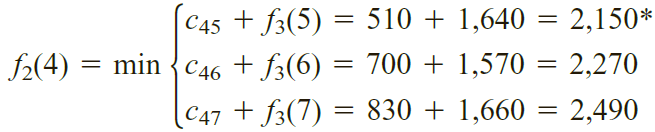 c45 + f3(5) = 510 + 1,640 = 2,150*
f2(4) = min { c46 + f3(6) = 700 + 1,570 = 2,270
c47 + f3(7) = 830 + 1,660 = 2,490